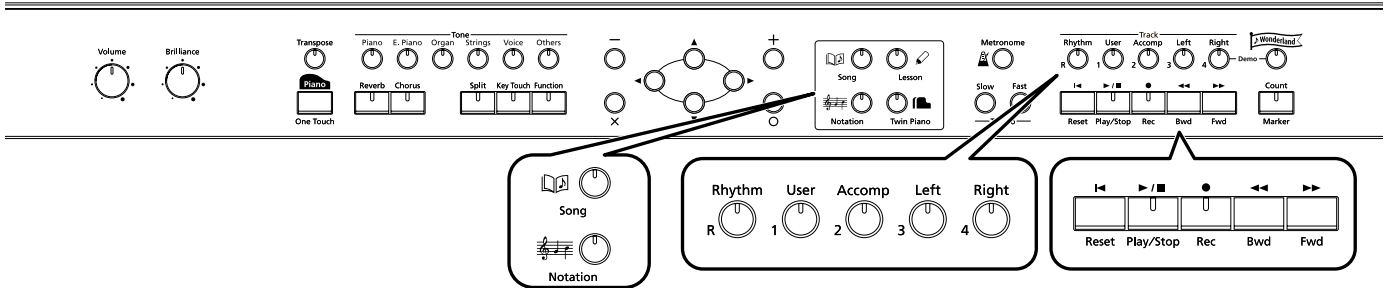 Volume
Brilliance
Transpose
Piano
One Touch
Tone
Piano E. Piano Organ Strings Voice Others
Reverb Chorus Split Key Touch Function
− +
× ○
Song Lesson
Notation Twin Piano
Metronome
Slow Fast
Track
Rhythm User Accomp Left Right
R 1 2 3 4
Demo
Wonderland
Reset Play/Stop Rec Bwd Fwd
Count
Marker
Song
Notation
Rhythm User Accomp Left Right
R 1 2 3 4
Reset Play/Stop Rec Bwd Fwd